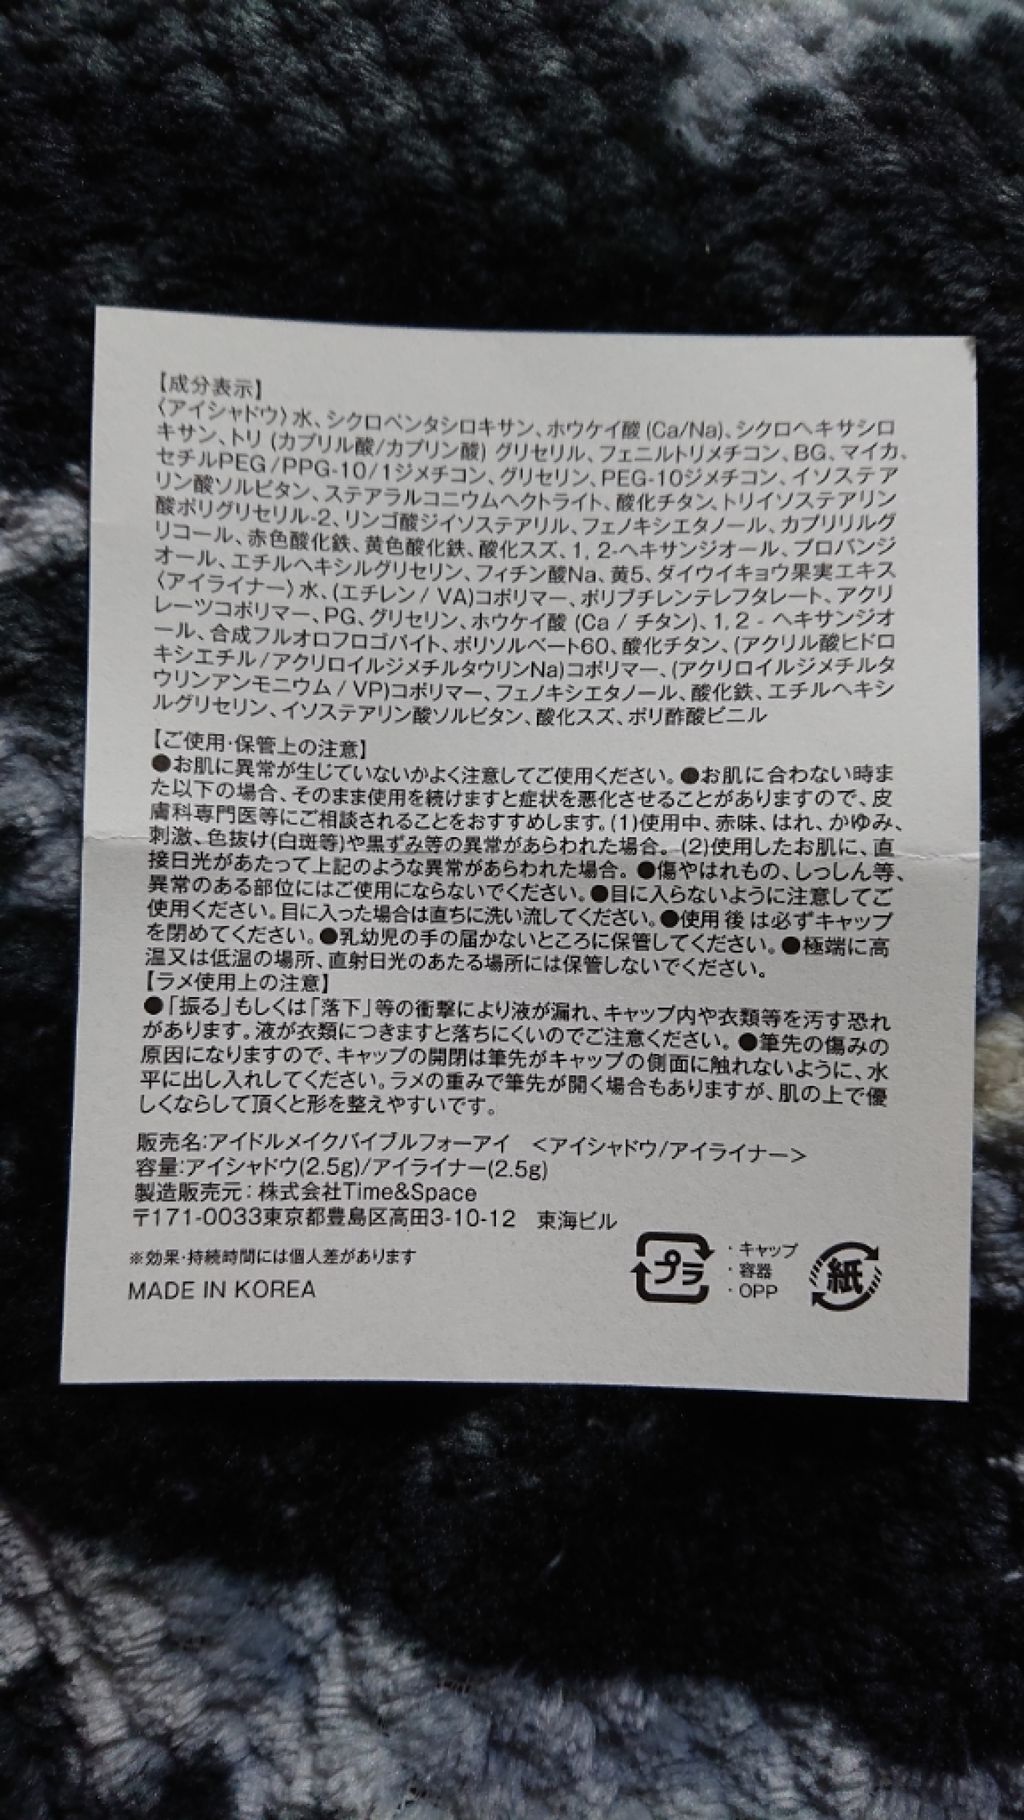 【成分表示】
〈アイシャドウ〉水、シクロペンタシロキサン、ホウケイ酸(Ca/Na)、シクロヘキサシロ
キサン、トリ(カプリル酸/カプリン酸) グリセリル、フェニルトリメチコン、BG、マイカ、
セチルPEG/PPG-10/1ジメチコン、グリセリン、PEG-10ジメチコン、イソステア
リン酸ソルビタン、ステアラルコニウムヘクトライト、酸化チタン、トリイソステアリン
酸ポリグリセリル-2、リンゴ酸ジイソステアリル、フェノキシエタノール、カプリリルグ
リコール、赤色酸化鉄、黄色酸化鉄、酸化スズ、1, 2-ヘキサンジオール、プロパンジ
オール、エチルヘキシルグリセリン、フィチン酸Na、黄5、ダイウイキョウ果実エキス
〈アイライナー〉水、(エチレン / VA)コポリマー、ポリブチレンテレフタレート、アクリ
レーツコポリマー、PG、グリセリン、ホウケイ酸 (Ca / チタン)、1, 2 - ヘキサンジオ
ール、合成フルオロフロゴパイト、ポリソルベート60、酸化チタン、(アクリル酸ヒドロ
キシエチル/アクリロイルジメチルタウリンNa)コポリマー、(アクリロイルジメチルタ
ウリンアンモニウム / VP)コポリマー、フェノキシエタノール、酸化鉄、エチルヘキシ
ルグリセリン、イソステアリン酸ソルビタン、酸化スズ、ポリ酢酸ビニル
【ご使用・保管上の注意】
●お肌に異常が生じていないかよく注意してご使用ください。●お肌に合わない時ま
た以下の場合、そのまま使用を続けますと症状を悪化させることがありますので、皮
膚科専門医等にご相談されることをおすすめします。(1)使用中、赤味、はれ、かゆみ、
刺激、色抜け(白斑等)や黒ずみ等の異常があらわれた場合。(2)使用したお肌に、直
接日光があたって上記のような異常があらわれた場合。●傷やはれもの、しっしん等、
異常のある部位にはご使用にならないでください。●目に入らないように注意してご
使用ください。目に入った場合は直ちに洗い流してください。●使用後は必ずキャップ
を閉めてください。●乳幼児の手の届かないところに保管してください。●極端に高
温又は低温の場所、直射日光のあたる場所には保管しないでください。
【ラメ使用上の注意】
●「振る」もしくは「落下」等の衝撃により液が漏れ、キャップ内や衣類等を汚す恐れ
があります。液が衣類につきますと落ちにくいのでご注意ください。●筆先の傷みの
原因になりますので、キャップの開閉は筆先がキャップの側面に触れないように、水
平に出し入れしてください。ラメの重みで筆先が開く場合もありますが、肌の上で優
しくならして頂くと形を整えやすいです。
販売名:アイドルメイクバイブルフォーアイ ＜アイシャドウ/アイライナー＞
容量:アイシャドウ(2.5g)/アイライナー(2.5g)
製造販売元：株式会社Time&Space
〒171-0033東京都豊島区高田3-10-12 東海ビル
※効果・持続時間には個人差があります
MADE IN KOREA
プラ
・キャップ
・容器
・OPP
紙